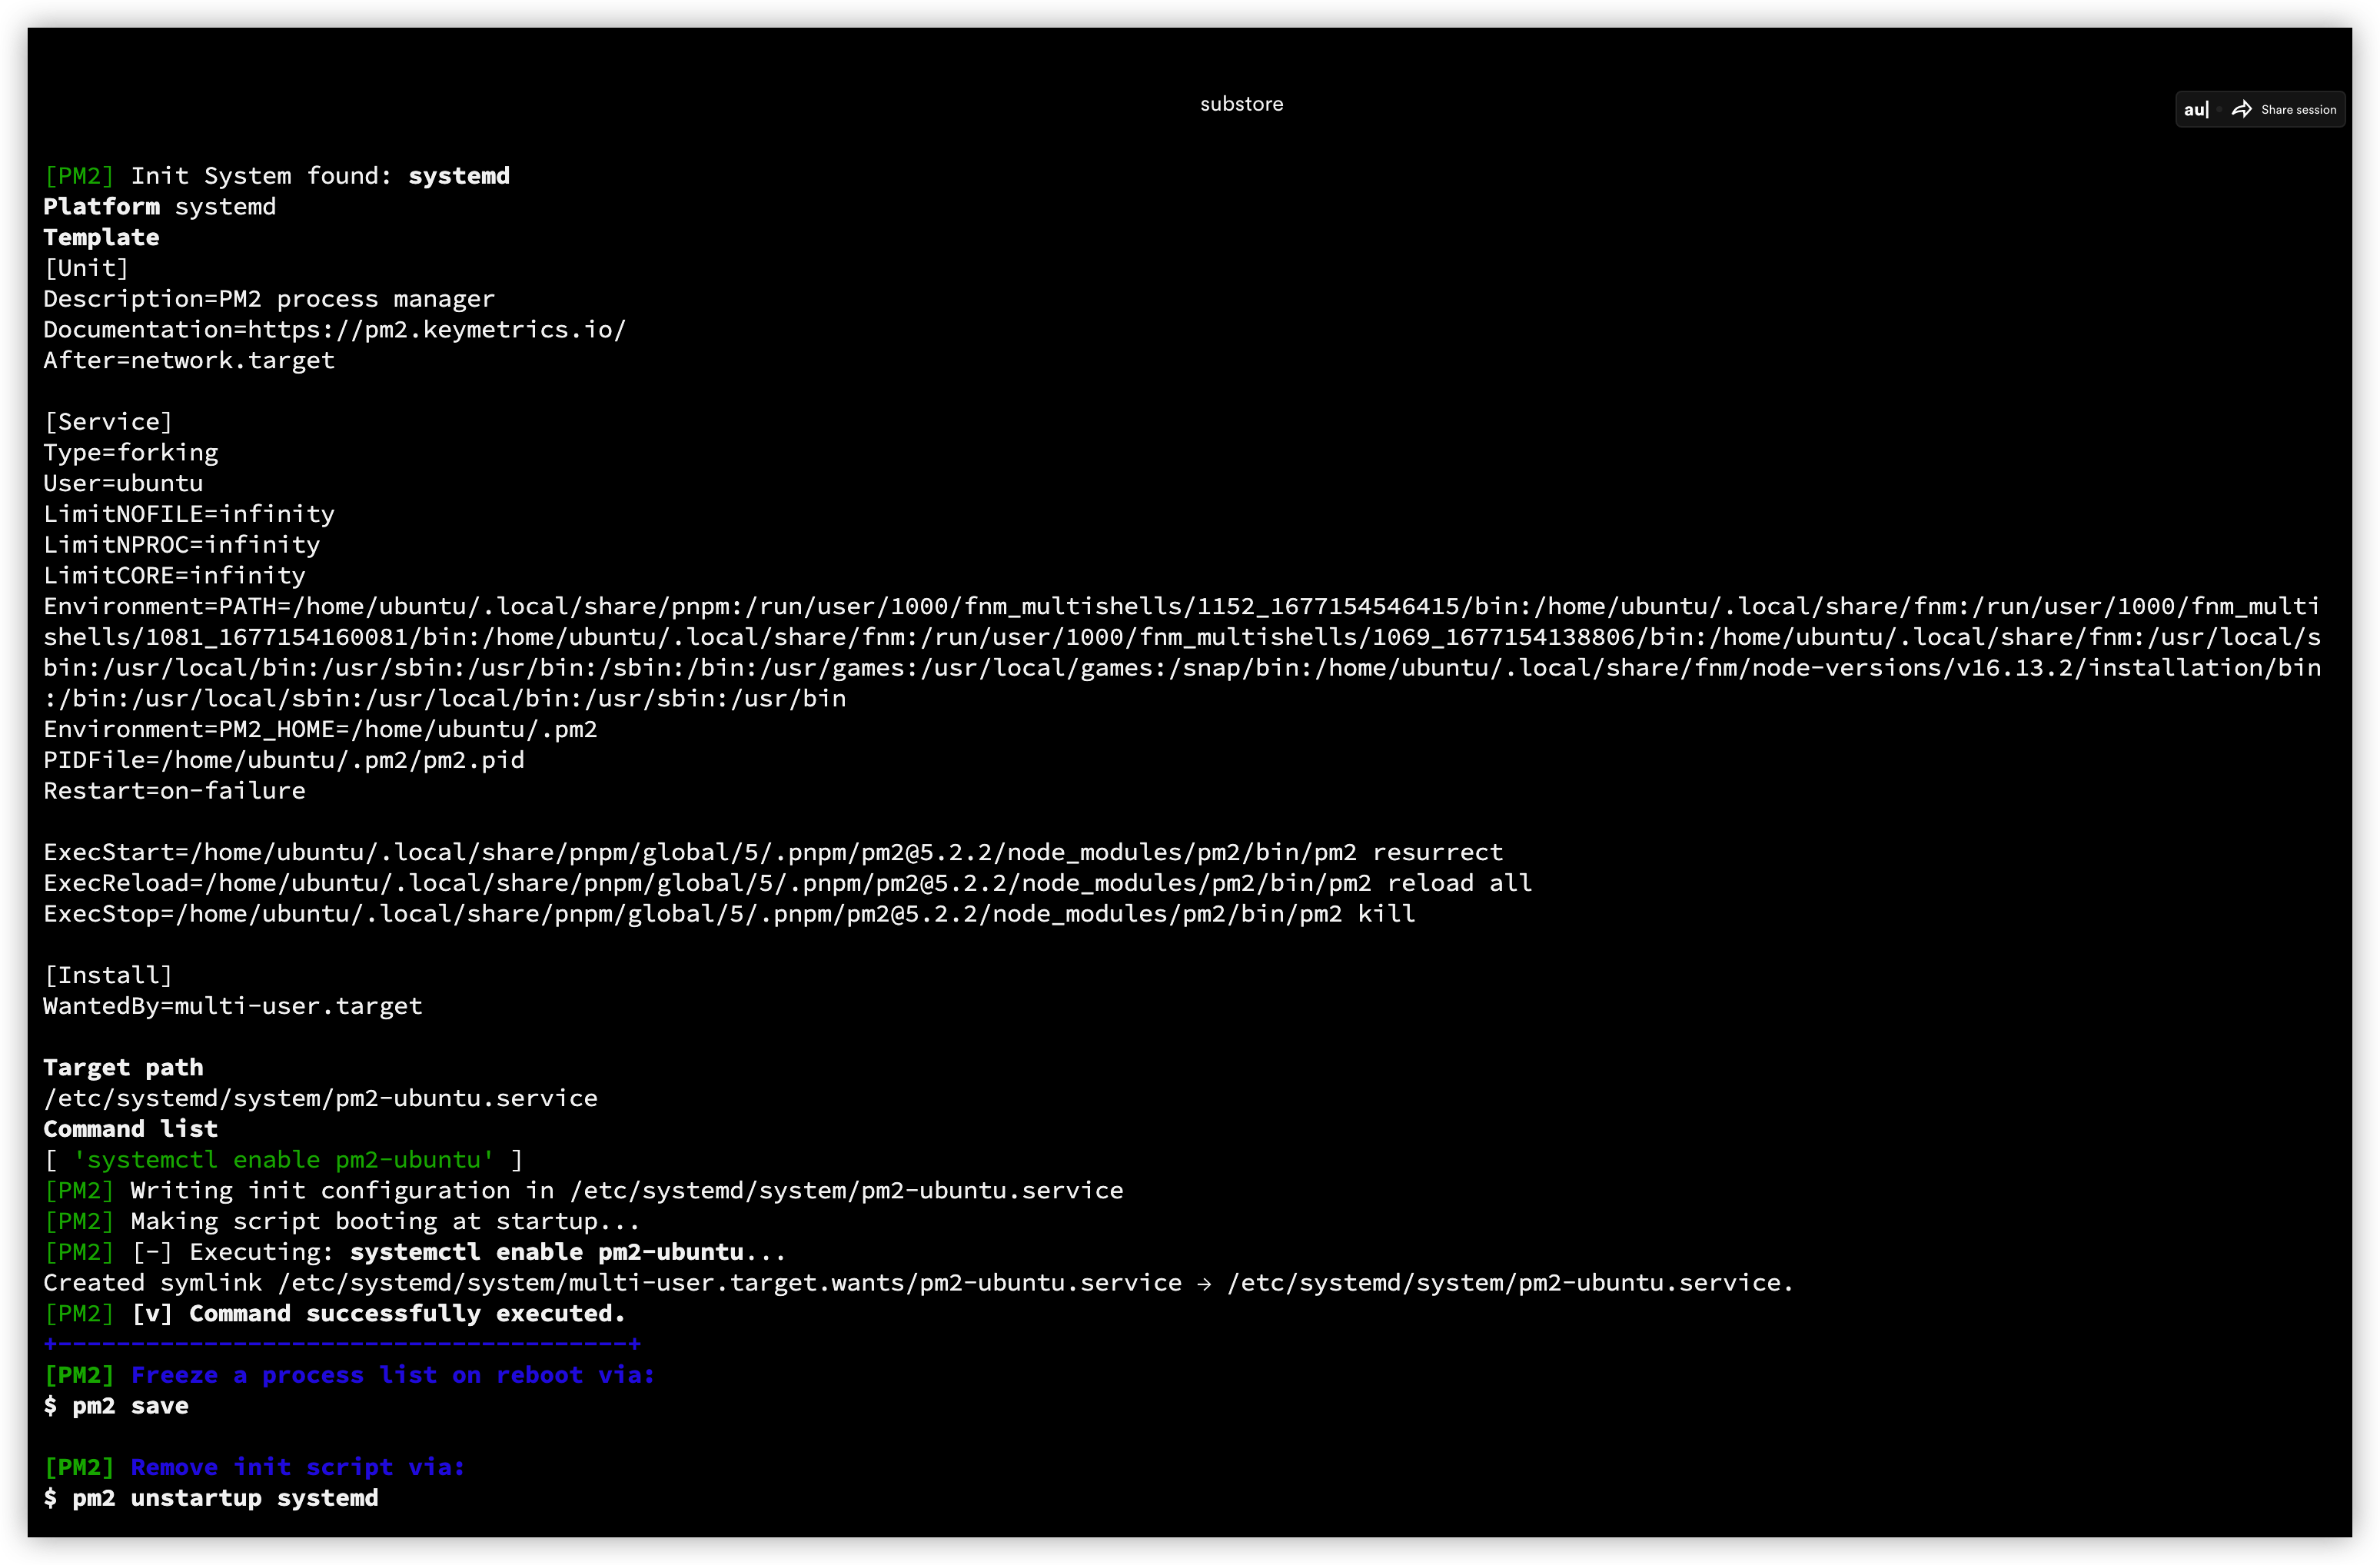 substore
au| Share session
[PM2] Init System found: systemd
Platform systemd
Template
[Unit]
Description=PM2 process manager
Documentation=https://pm2.keymetrics.io/
After=network.target
[Service]
Type=forking
User=ubuntu
LimitNOFILE=infinity
LimitNPROC=infinity
LimitCORE=infinity
Environment=PATH=/home/ubuntu/.local/share/pnpm:/run/user/1000/fnm_multishells/1152_1677154546415/bin:/home/ubuntu/.local/share/fnm:/run/user/1000/fnm_multi
shells/1081_1677154160081/bin:/home/ubuntu/.local/share/fnm:/run/user/1000/fnm_multishells/1069_1677154138806/bin:/home/ubuntu/.local/share/fnm:/usr/local/s
bin:/usr/local/bin:/usr/sbin:/usr/bin:/sbin:/bin:/usr/games:/usr/local/games:/snap/bin:/home/ubuntu/.local/share/fnm/node-versions/v16.13.2/installation/bin
:/bin:/usr/local/sbin:/usr/local/bin:/usr/sbin:/usr/bin
Environment=PM2_HOME=/home/ubuntu/.pm2
PIDFile=/home/ubuntu/.pm2/pm2.pid
Restart=on-failure
ExecStart=/home/ubuntu/.local/share/pnpm/global/5/.pnpm/pm2@5.2.2/node_modules/pm2/bin/pm2 resurrect
ExecReload=/home/ubuntu/.local/share/pnpm/global/5/.pnpm/pm2@5.2.2/node_modules/pm2/bin/pm2 reload all
ExecStop=/home/ubuntu/.local/share/pnpm/global/5/.pnpm/pm2@5.2.2/node_modules/pm2/bin/pm2 kill
[Install]
WantedBy=multi-user.target
Target path
/etc/systemd/system/pm2-ubuntu.service
Command list
[ 'systemctl enable pm2-ubuntu' ]
[PM2] Writing init configuration in /etc/systemd/system/pm2-ubuntu.service
[PM2] Making script booting at startup...
[PM2] [-] Executing: systemctl enable pm2-ubuntu...
Created symlink /etc/systemd/system/multi-user.target.wants/pm2-ubuntu.service → /etc/systemd/system/pm2-ubuntu.service.
[PM2] [v] Command successfully executed.
+---------------------------------------+
[PM2] Freeze a process list on reboot via:
$ pm2 save
[PM2] Remove init script via:
$ pm2 unstartup systemd